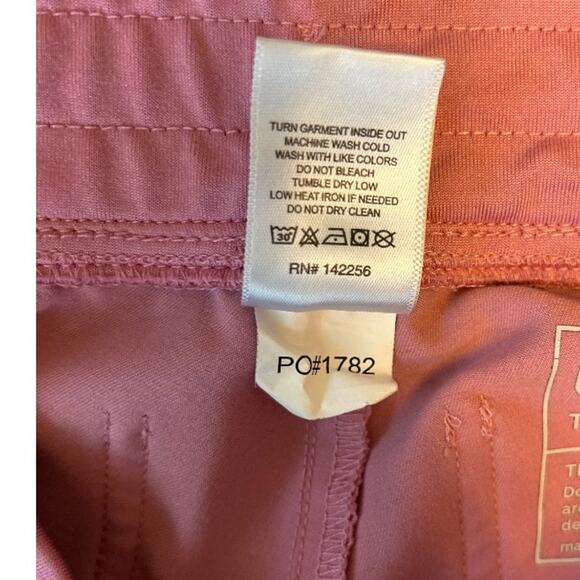 TURN GARMENT INSIDE OUT
MACHINE WASH COLD
WASH WITH LIKE COLORS
DO NOT BLEACH
TUMBLE DRY LOW
LOW HEAT IRON IF NEEDED
DO NOT DRY CLEAN
30°
RN# 142256
PO#1782